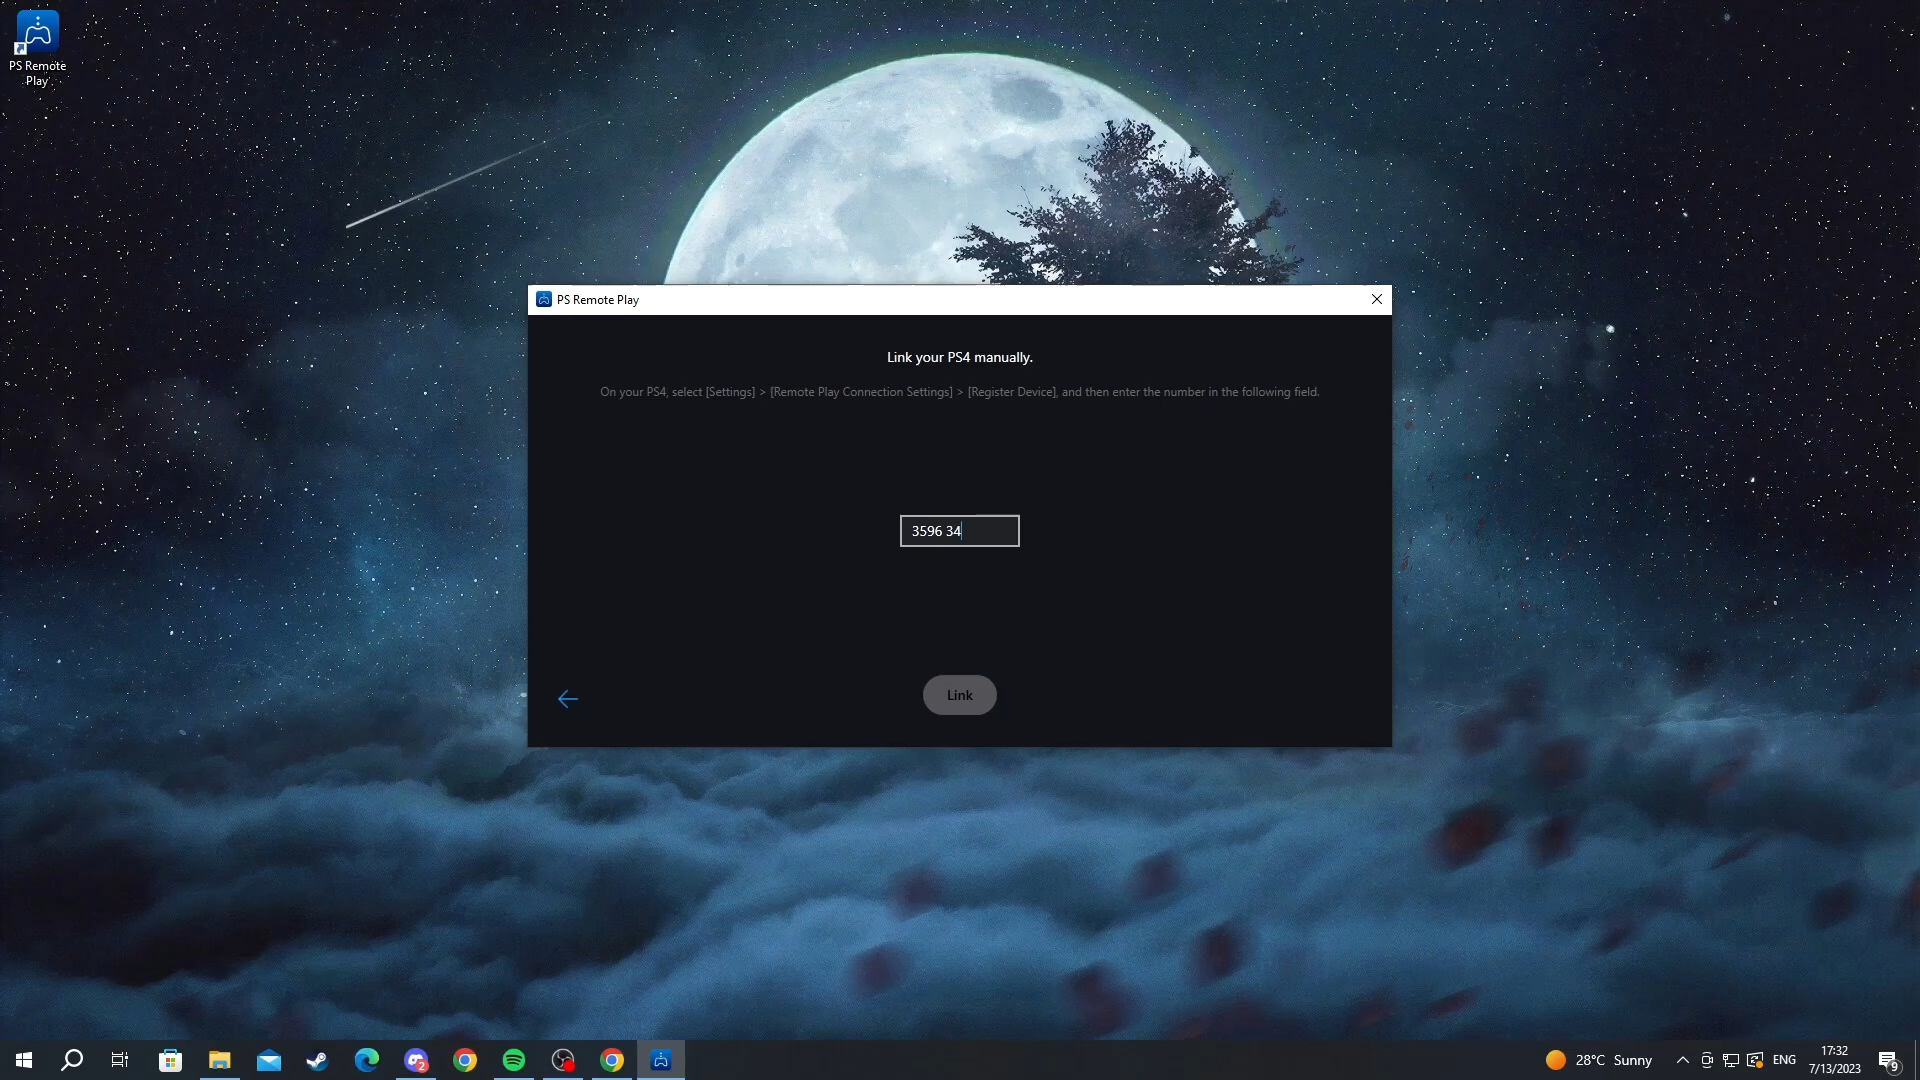 PS Remote
Play
PS Remote Play
Link your PS4 manually.
On your PS4, select [Settings] > [Remote Play Connection Settings] > [Register Device], and then enter the number in the following field.
3596 34
Link
2
28°C Sunny
ENG
17:32
7/13/2023
9